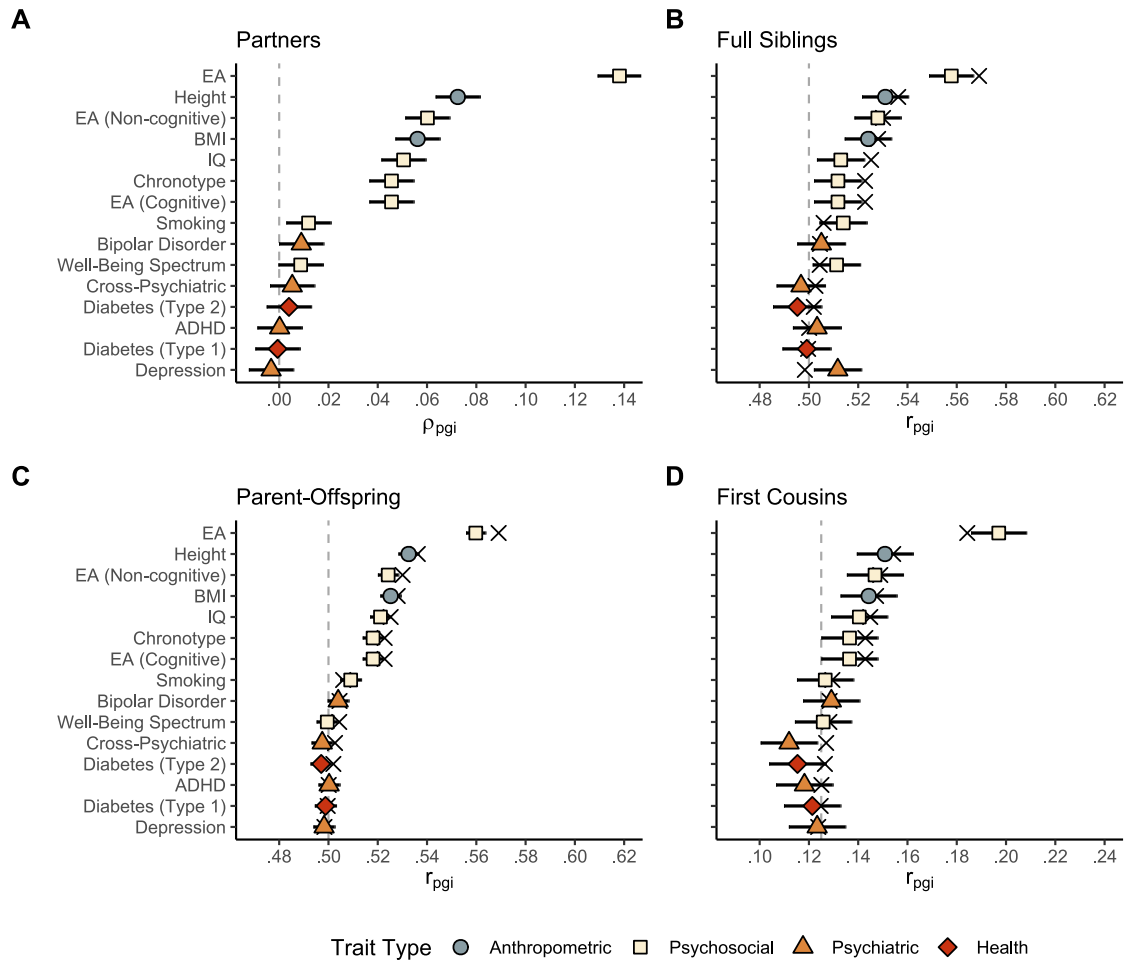 A
Partners
EA
Height
EA (Non-cognitive)
BMI
IQ
Chronotype
EA (Cognitive)
Smoking
Bipolar Disorder
Well-Being Spectrum
Cross-Psychiatric
Diabetes (Type 2)
ADHD
Diabetes (Type 1)
Depression
.00 .02 .04 .06 .08 .10 .12 .14
ρpgi
B
Full Siblings
.48 .50 .52 .54 .56 .58 .60 .62
rpgi
C
Parent-Offspring
EA
Height
EA (Non-cognitive)
BMI
IQ
Chronotype
EA (Cognitive)
Smoking
Bipolar Disorder
Well-Being Spectrum
Cross-Psychiatric
Diabetes (Type 2)
ADHD
Diabetes (Type 1)
Depression
.48 .50 .52 .54 .56 .58 .60 .62
rpgi
D
First Cousins
.10 .12 .14 .16 .18 .20 .22 .24
rpgi
Trait Type Anthropometric Psychosocial Psychiatric Health